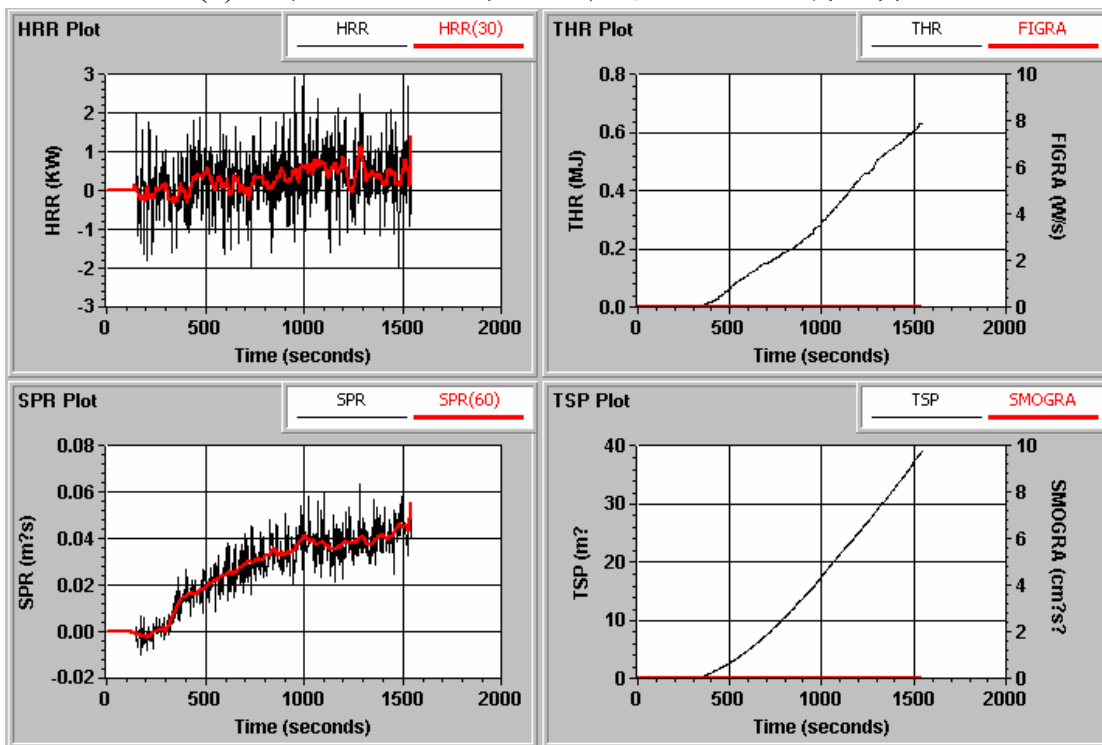 HRR Plot
HRR HRR(30)
3
2
1
0
-1
-2
-3
HRR (KW)
0 500 1000 1500 2000
Time (seconds)
THR Plot
THR FIGRA
0.8
0.6
0.4
0.2
0.0
THR (MJ)
10
8
6
4
2
0
FIGRA (W/s)
0 500 1000 1500 2000
Time (seconds)
SPR Plot
SPR SPR(60)
0.08
0.06
0.04
0.02
0.00
-0.02
SPR (m?s)
0 500 1000 1500 2000
Time (seconds)
TSP Plot
TSP SMOGRA
40
30
20
10
0
TSP (m?
10
8
6
4
2
0
SMOGRA (cm?s?
0 500 1000 1500 2000
Time (seconds)